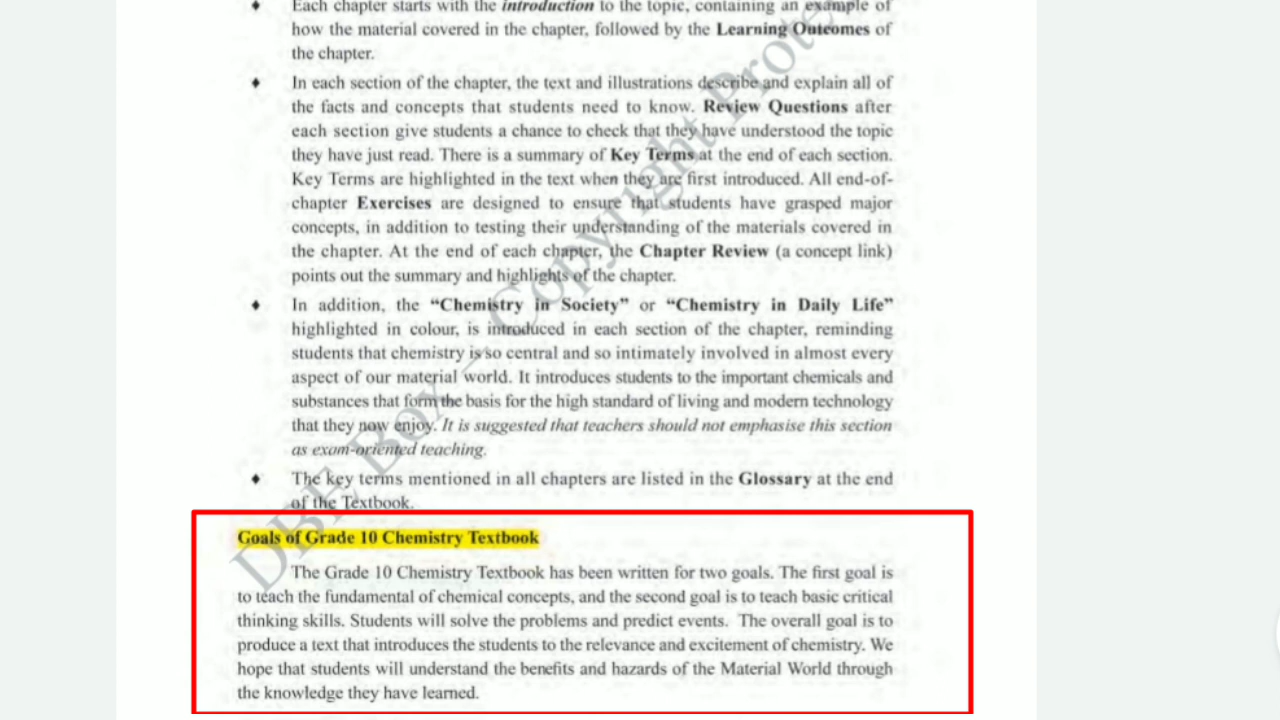 Each chapter starts with the introduction to the topic, containing an example of
how the material covered in the chapter, followed by the Learning Outcomes of
the chapter.
In each section of the chapter, the text and illustrations describe and explain all of
the facts and concepts that students need to know. Review Questions after
each section give students a chance to check that they have understood the topic
they have just read. There is a summary of Key Terms at the end of each section.
Key Terms are highlighted in the text when they are first introduced. All end-of-
chapter Exercises are designed to ensure that students have grasped major
concepts, in addition to testing their understanding of the materials covered in
the chapter. At the end of each chapter, the Chapter Review (a concept link)
points out the summary and highlights of the chapter.
In addition, the “Chemistry in Society” or “Chemistry in Daily Life”
highlighted in colour, is introduced in each section of the chapter, reminding
students that chemistry is so central and so intimately involved in almost every
aspect of our material world. It introduces students to the important chemicals and
substances that form the basis for the high standard of living and modern technology
that they now enjoy. It is suggested that teachers should not emphasise this section
as exam-oriented teaching.
The key terms mentioned in all chapters are listed in the Glossary at the end
of the Textbook.
Goals of Grade 10 Chemistry Textbook
The Grade 10 Chemistry Textbook has been written for two goals. The first goal is
to teach the fundamental of chemical concepts, and the second goal is to teach basic critical
thinking skills. Students will solve the problems and predict events. The overall goal is to
produce a text that introduces the students to the relevance and excitement of chemistry. We
hope that students will understand the benefits and hazards of the Material World through
the knowledge they have learned.
DBE Box – Copyright